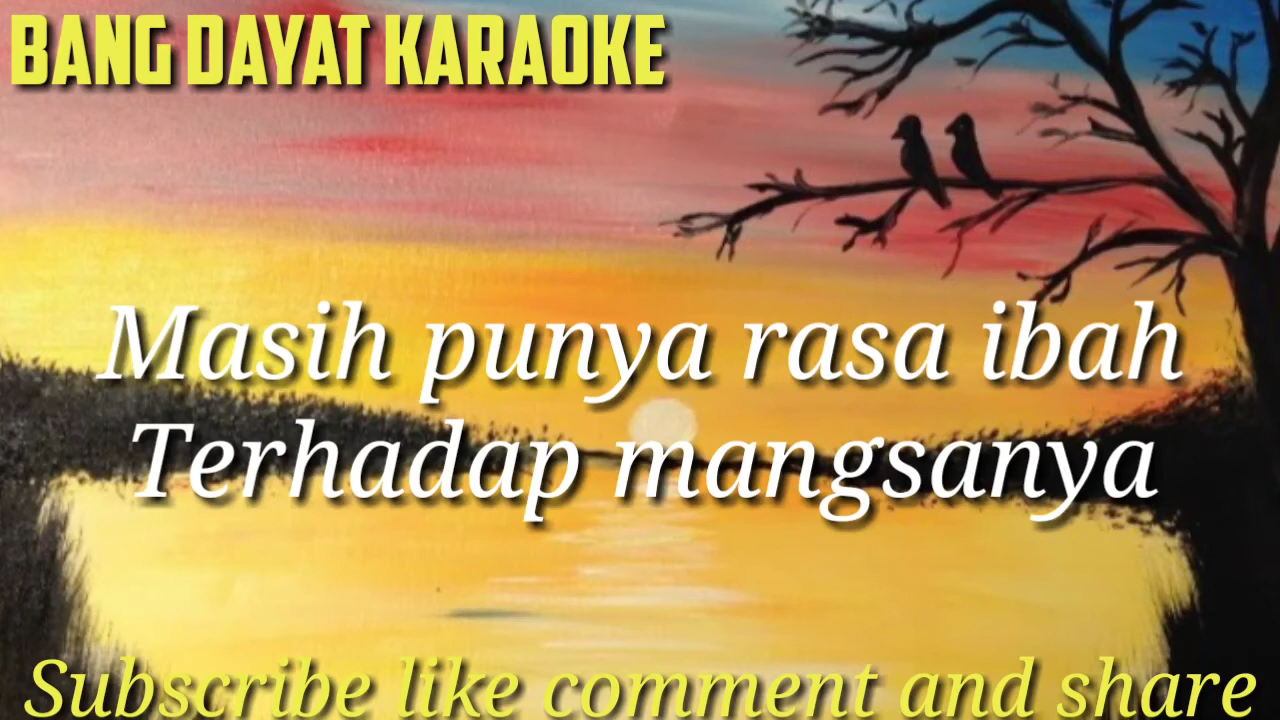 BANG DAYAT KARAOKE
Masih punya rasa ibah
Terhadap mangsanya
Subscribe like comment and share